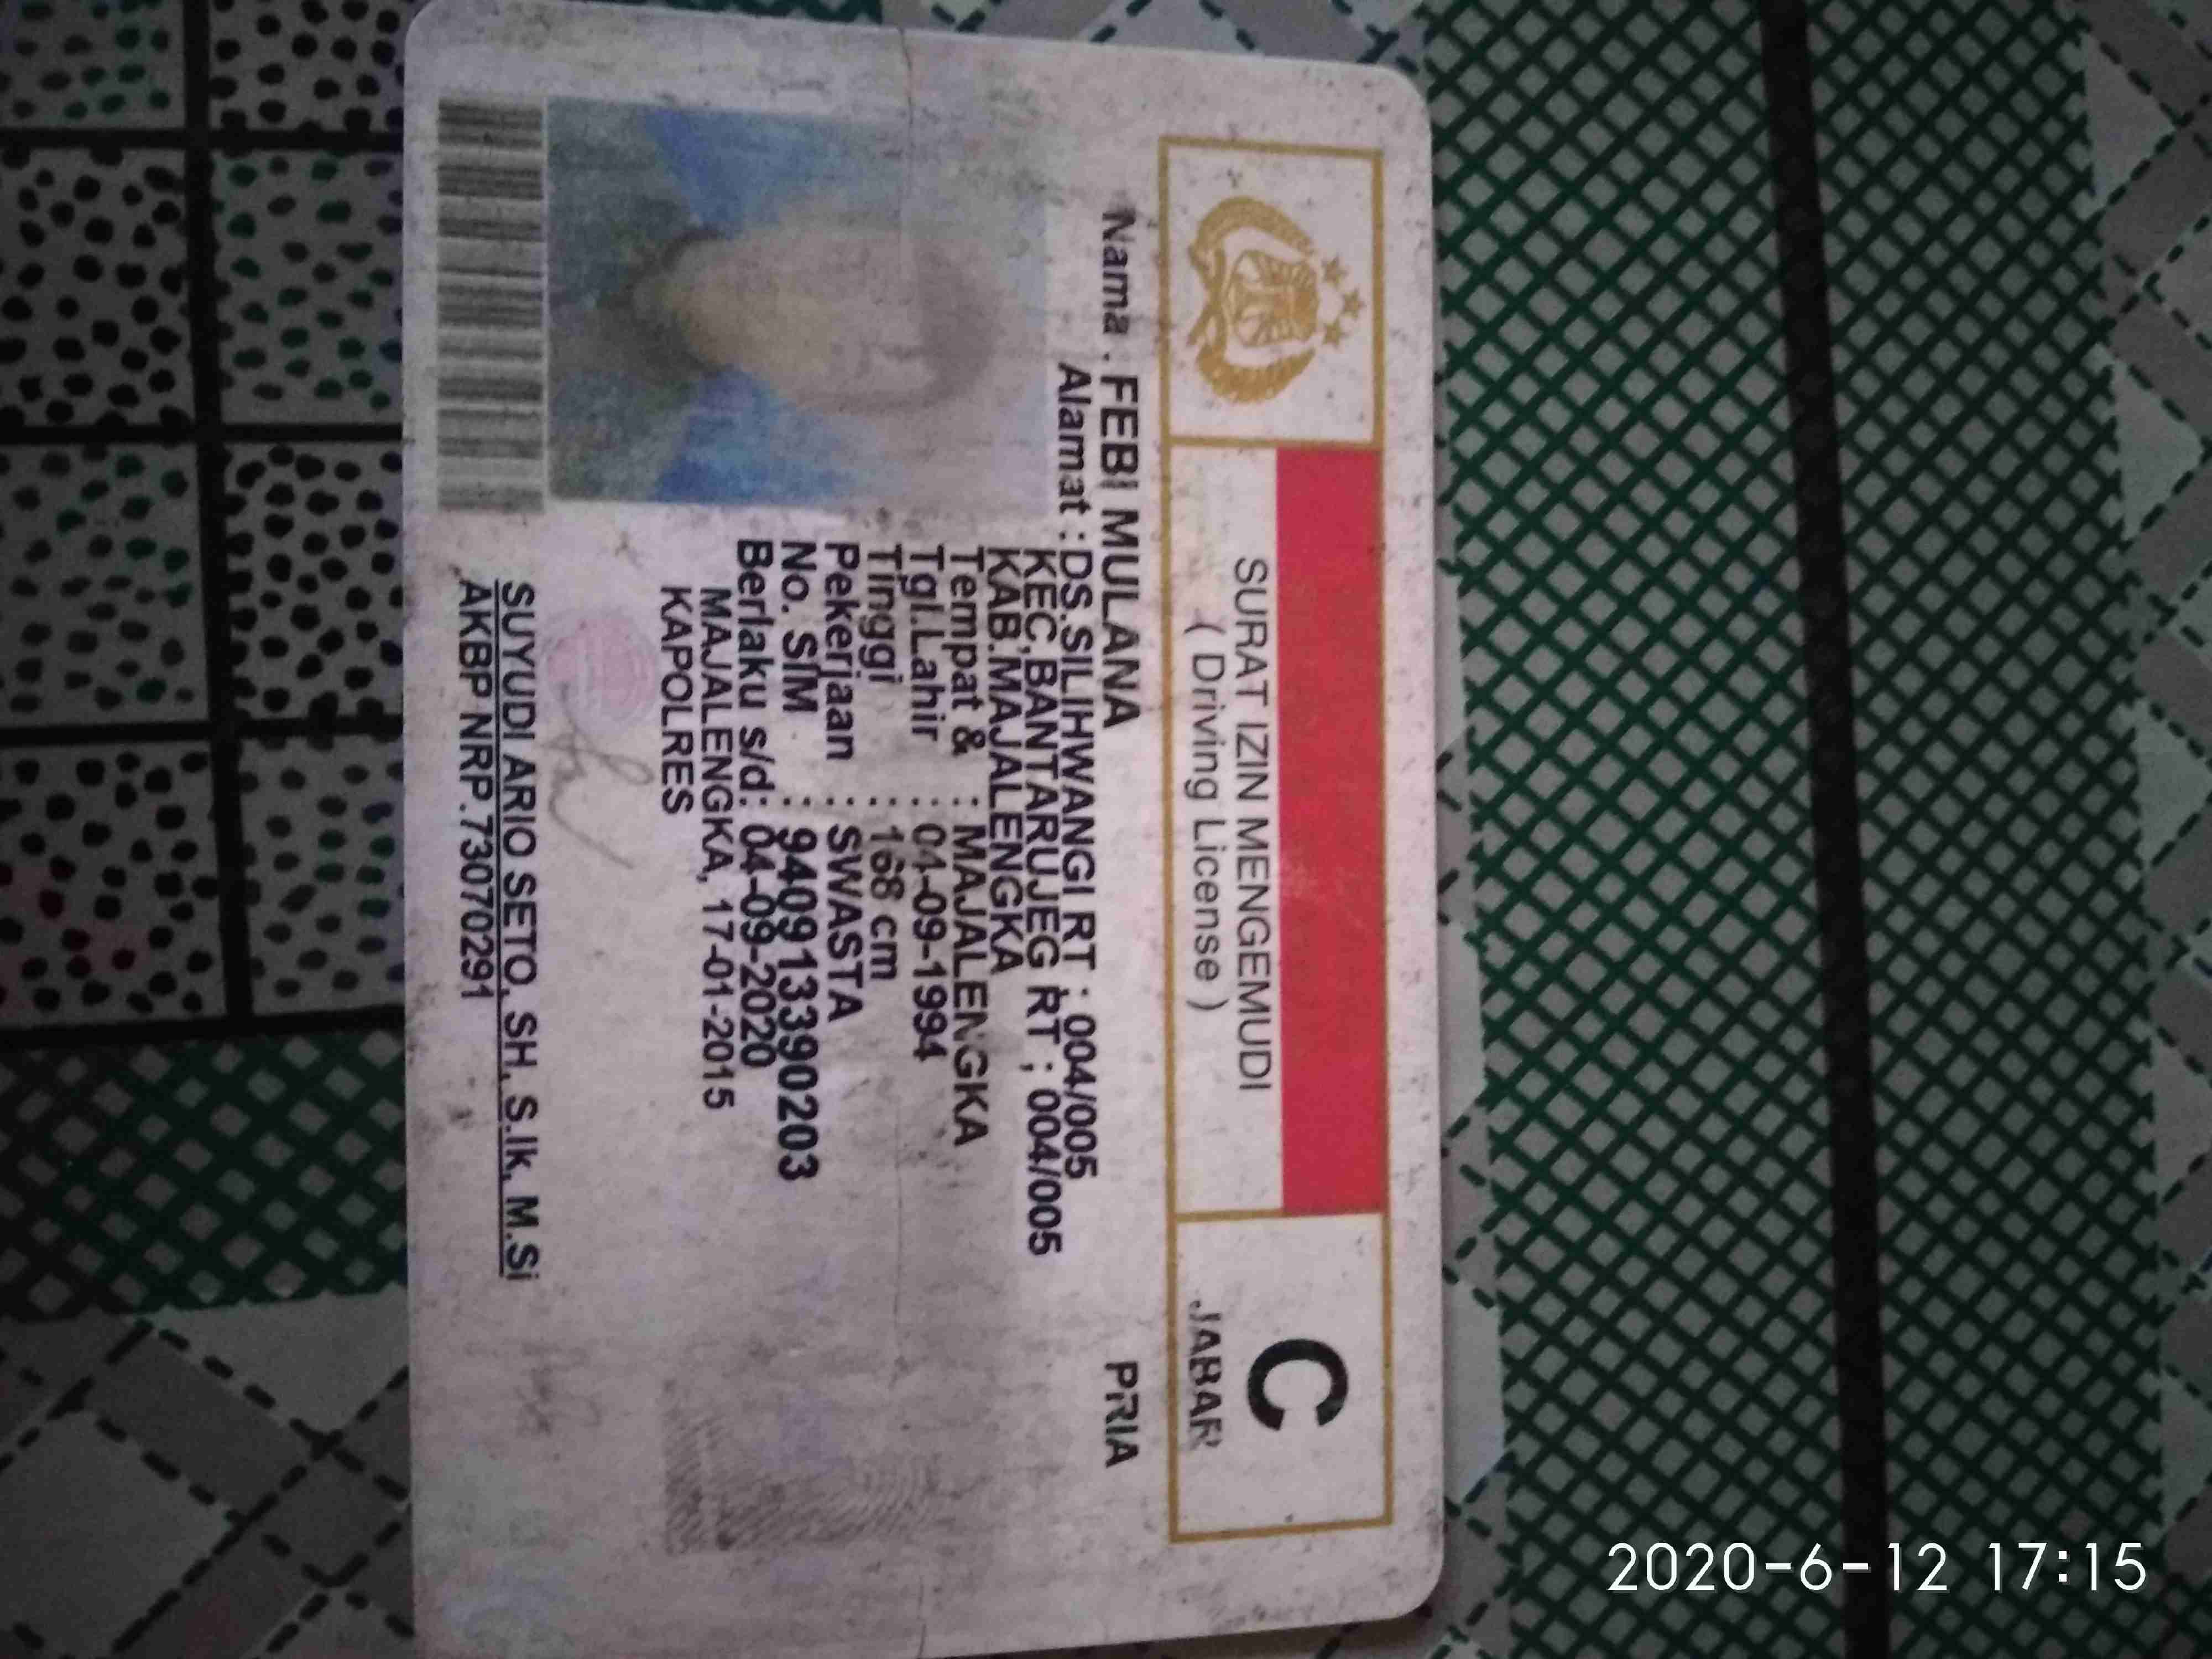 SURAT IZIN MENGEMUDI
( Driving License )
C
JABAR
Nama . FEBI MULANA
PRIA
Alamat : DS.SILIHWANGI RT : 004/005
KEC,BANTARUJEG RT ; 004/005
KAB.MAJALENGKA
Tempat & : MAJALENGKA
Tgl.Lahir : 04-09-1994
Tinggi : 168 cm
Pekerjaan : SWASTA
No. SIM : 940913390203
Berlaku s/d: 04-09-2020
MAJALENGKA, 17-01-2015
KAPOLRES
SUYUDI ARIO SETO, SH, S.Ik, M.Si
AKBP NRP.73070291
2020-6-12 17:15